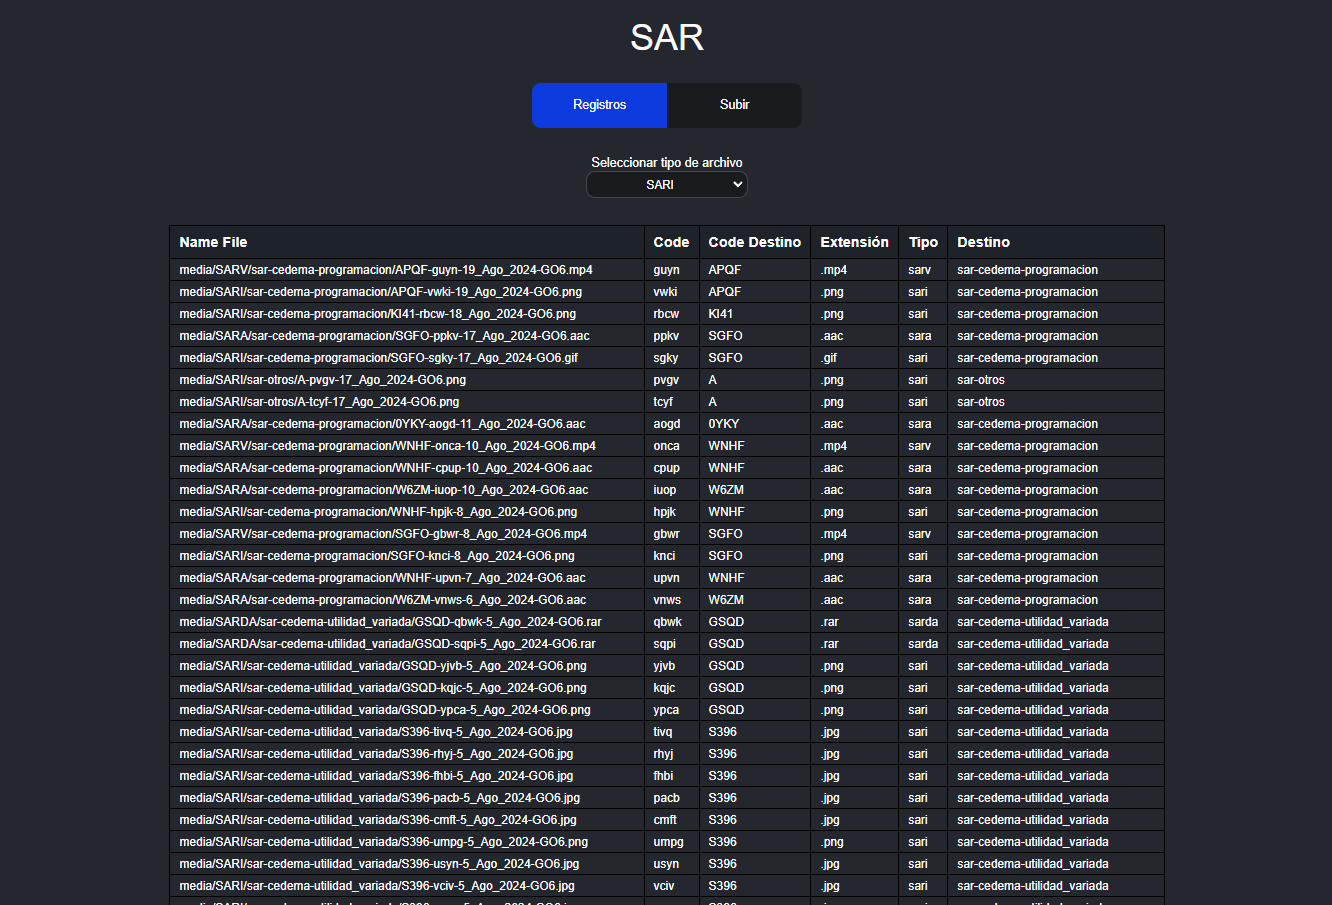 SAR
Registros Subir
Seleccionar tipo de archivo
SARI
Name File Code Code Destino Extensión Tipo Destino
media/SARV/sar-cedema-programacion/APQF-guyn-19_Ago_2024-GO6.mp4 guyn APQF .mp4 sarv sar-cedema-programacion
media/SARI/sar-cedema-programacion/APQF-vwki-19_Ago_2024-GO6.png vwki APQF .png sari sar-cedema-programacion
media/SARI/sar-cedema-programacion/KI41-rbcw-18_Ago_2024-GO6.png rbcw KI41 .png sari sar-cedema-programacion
media/SARA/sar-cedema-programacion/SGFO-ppkv-17_Ago_2024-GO6.aac ppkv SGFO .aac sara sar-cedema-programacion
media/SARI/sar-cedema-programacion/SGFO-sgky-17_Ago_2024-GO6.gif sgky SGFO .gif sari sar-cedema-programacion
media/SARI/sar-otros/A-pvgv-17_Ago_2024-GO6.png pvgv A .png sari sar-otros
media/SARI/sar-otros/A-tcyf-17_Ago_2024-GO6.png tcyf A .png sari sar-otros
media/SARA/sar-cedema-programacion/0YKY-aogd-11_Ago_2024-GO6.aac aogd 0YKY .aac sara sar-cedema-programacion
media/SARV/sar-cedema-programacion/WNHF-onca-10_Ago_2024-GO6.mp4 onca WNHF .mp4 sarv sar-cedema-programacion
media/SARA/sar-cedema-programacion/WNHF-cpup-10_Ago_2024-GO6.aac cpup WNHF .aac sara sar-cedema-programacion
media/SARA/sar-cedema-programacion/W6ZM-iuop-10_Ago_2024-GO6.aac iuop W6ZM .aac sara sar-cedema-programacion
media/SARI/sar-cedema-programacion/WNHF-hpjk-8_Ago_2024-GO6.png hpjk WNHF .png sari sar-cedema-programacion
media/SARV/sar-cedema-programacion/SGFO-gbwr-8_Ago_2024-GO6.mp4 gbwr SGFO .mp4 sarv sar-cedema-programacion
media/SARI/sar-cedema-programacion/SGFO-knci-8_Ago_2024-GO6.png knci SGFO .png sari sar-cedema-programacion
media/SARA/sar-cedema-programacion/WNHF-upvn-7_Ago_2024-GO6.aac upvn WNHF .aac sara sar-cedema-programacion
media/SARA/sar-cedema-programacion/W6ZM-vnws-6_Ago_2024-GO6.aac vnws W6ZM .aac sara sar-cedema-programacion
media/SARDA/sar-cedema-utilidad_variada/GSQD-qbwk-5_Ago_2024-GO6.rar qbwk GSQD .rar sarda sar-cedema-utilidad_variada
media/SARDA/sar-cedema-utilidad_variada/GSQD-sqpi-5_Ago_2024-GO6.rar sqpi GSQD .rar sarda sar-cedema-utilidad_variada
media/SARI/sar-cedema-utilidad_variada/GSQD-yjvb-5_Ago_2024-GO6.png yjvb GSQD .png sari sar-cedema-utilidad_variada
media/SARI/sar-cedema-utilidad_variada/GSQD-kqjc-5_Ago_2024-GO6.png kqjc GSQD .png sari sar-cedema-utilidad_variada
media/SARI/sar-cedema-utilidad_variada/GSQD-ypca-5_Ago_2024-GO6.png ypca GSQD .png sari sar-cedema-utilidad_variada
media/SARI/sar-cedema-utilidad_variada/S396-tivq-5_Ago_2024-GO6.jpg tivq S396 .jpg sari sar-cedema-utilidad_variada
media/SARI/sar-cedema-utilidad_variada/S396-rhyj-5_Ago_2024-GO6.jpg rhyj S396 .jpg sari sar-cedema-utilidad_variada
media/SARI/sar-cedema-utilidad_variada/S396-fhbi-5_Ago_2024-GO6.jpg fhbi S396 .jpg sari sar-cedema-utilidad_variada
media/SARI/sar-cedema-utilidad_variada/S396-pacb-5_Ago_2024-GO6.jpg pacb S396 .jpg sari sar-cedema-utilidad_variada
media/SARI/sar-cedema-utilidad_variada/S396-cmft-5_Ago_2024-GO6.jpg cmft S396 .jpg sari sar-cedema-utilidad_variada
media/SARI/sar-cedema-utilidad_variada/S396-umpg-5_Ago_2024-GO6.png umpg S396 .png sari sar-cedema-utilidad_variada
media/SARI/sar-cedema-utilidad_variada/S396-usyn-5_Ago_2024-GO6.jpg usyn S396 .jpg sari sar-cedema-utilidad_variada
media/SARI/sar-cedema-utilidad_variada/S396-vciv-5_Ago_2024-GO6.jpg vciv S396 .jpg sari sar-cedema-utilidad_variada